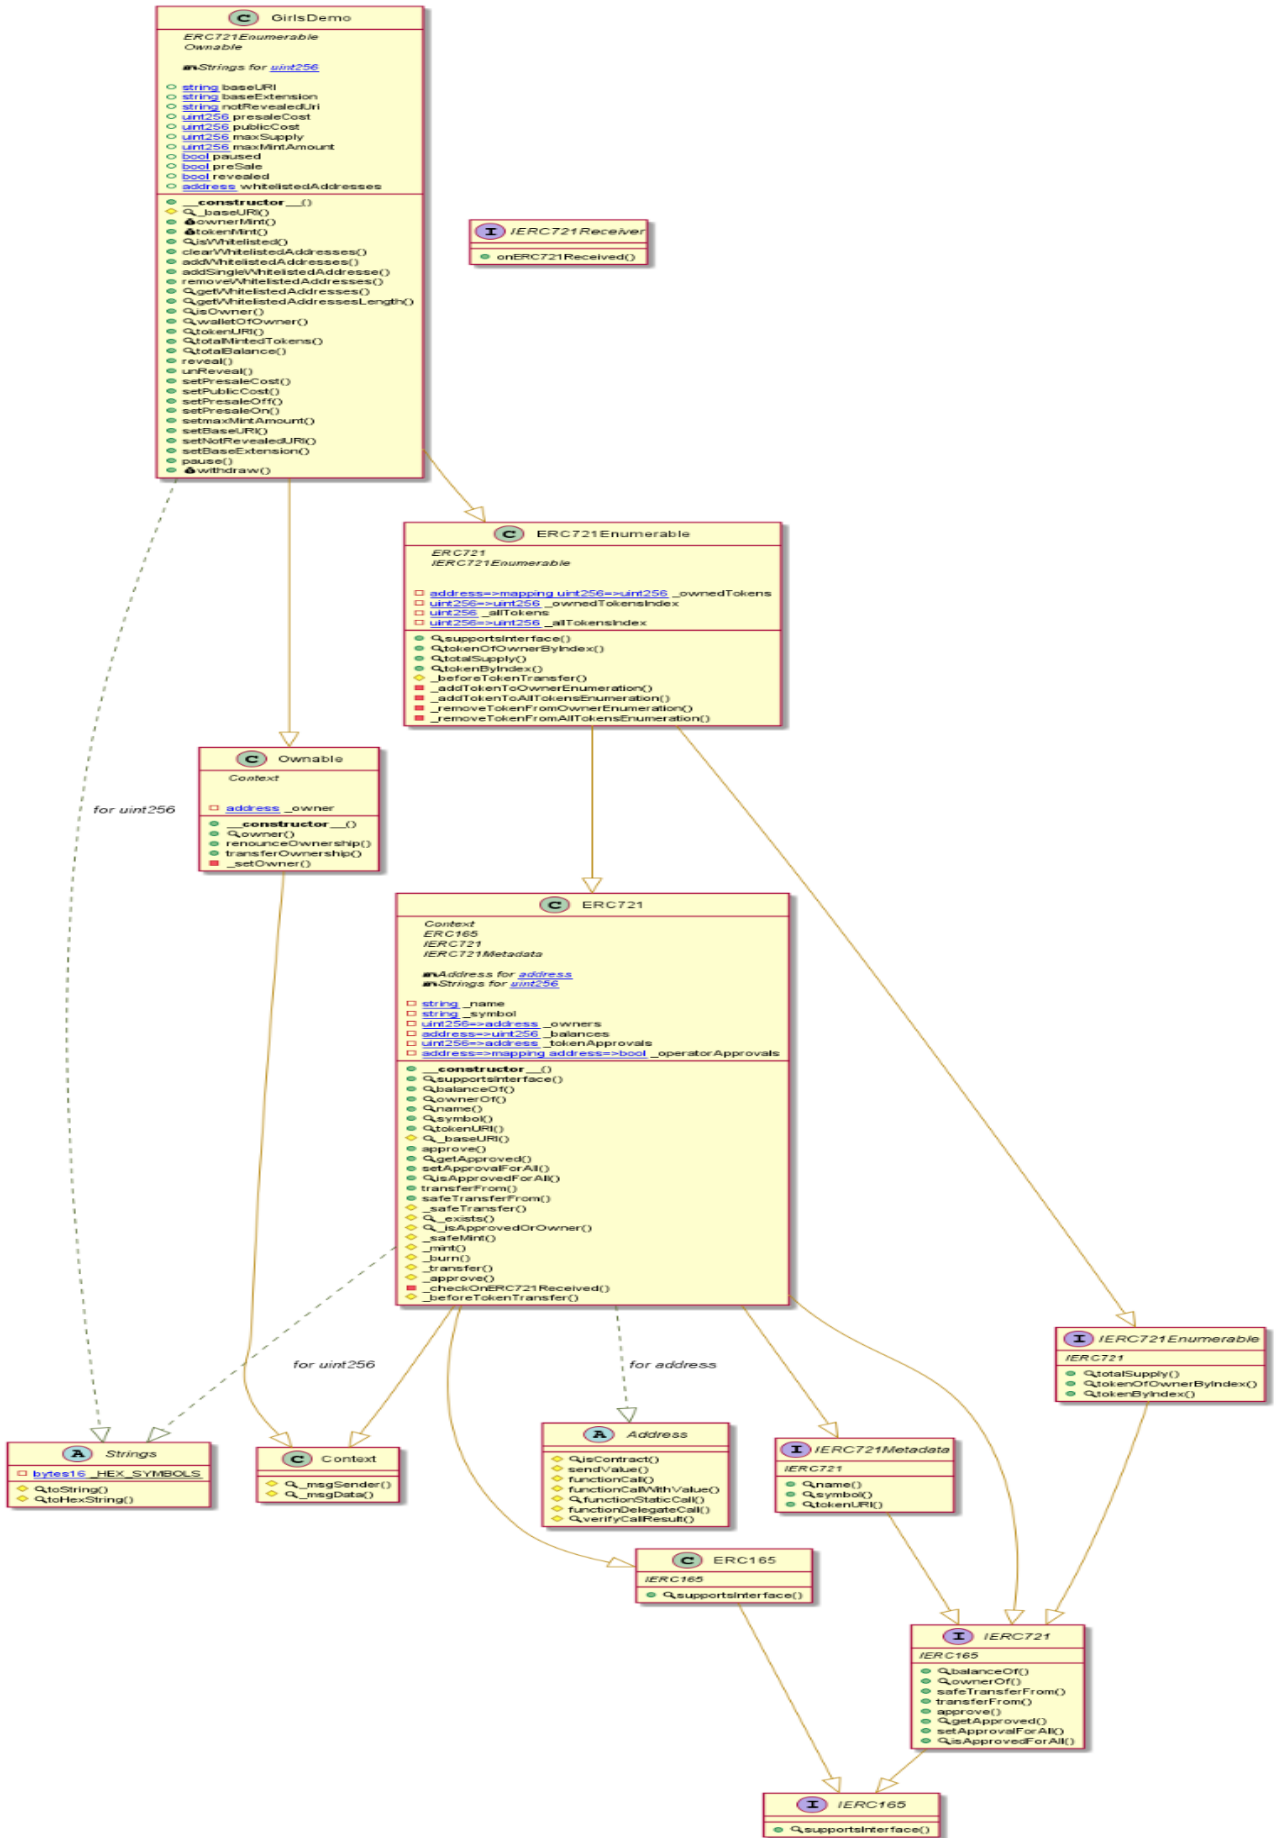 C GirlsDemo
ERC721Enumerable
Ownable
Strings for uint256
string baseURI
string baseExtension
string notRevealedUri
uint256 presaleCost
uint256 publicCost
uint256 maxSupply
uint256 maxMintAmount
bool paused
bool preSale
bool revealed
address whitelistedAddresses
__constructor__()
_baseURI()
ownerMint()
tokenMint()
isWhitelisted()
clearWhitelistedAddresses()
addWhitelistedAddresses()
addSingleWhitelistedAddresse()
removeWhitelistedAddresses()
getWhitelistedAddresses()
getWhitelistedAddressesLength()
isOwner()
walletOfOwner()
tokenURI()
totalMintedTokens()
totalBalance()
reveal()
unReveal()
setPresaleCost()
setPublicCost()
setPresaleOff()
setPresaleOn()
setmaxMintAmount()
setBaseURI()
setNotRevealedURI()
setBaseExtension()
pause()
withdraw()
I IERC721Receiver
onERC721Received()
C ERC721Enumerable
ERC721
IERC721Enumerable
address=>mapping uint256=>uint256 _ownedTokens
uint256=>uint256 _ownedTokensIndex
uint256 _allTokens
uint256=>uint256 _allTokensIndex
supportsInterface()
tokenOfOwnerByIndex()
totalSupply()
tokenByIndex()
_beforeTokenTransfer()
_addTokenToOwnerEnumeration()
_addTokenToAllTokensEnumeration()
_removeTokenFromOwnerEnumeration()
_removeTokenFromAllTokensEnumeration()
C Ownable
Context
address _owner
__constructor__()
owner()
renounceOwnership()
transferOwnership()
_setOwner()
for uint256
C ERC721
Context
ERC165
IERC721
IERC721Metadata
Address for address
Strings for uint256
string _name
string _symbol
uint256=>address _owners
address=>uint256 _balances
uint256=>address _tokenApprovals
address=>mapping address=>bool _operatorApprovals
__constructor__()
supportsInterface()
balanceOf()
ownerOf()
name()
symbol()
tokenURI()
_baseURI()
approve()
getApproved()
setApprovalForAll()
isApprovedForAll()
transferFrom()
safeTransferFrom()
_safeTransfer()
_exists()
_isApprovedOrOwner()
_safeMint()
_mint()
_burn()
_transfer()
_approve()
_checkOnERC721Received()
_beforeTokenTransfer()
for uint256
for address
I IERC721Enumerable
IERC721
totalSupply()
tokenOfOwnerByIndex()
tokenByIndex()
A Strings
bytes16 _HEX_SYMBOLS
toString()
toHexString()
C Context
_msgSender()
_msgData()
A Address
isContract()
sendValue()
functionCall()
functionCallWithValue()
functionStaticCall()
functionDelegateCall()
verifyCallResult()
I IERC721Metadata
IERC721
name()
symbol()
tokenURI()
C ERC165
IERC165
supportsInterface()
I IERC721
IERC165
balanceOf()
ownerOf()
safeTransferFrom()
transferFrom()
approve()
getApproved()
setApprovalForAll()
isApprovedForAll()
I IERC165
supportsInterface()